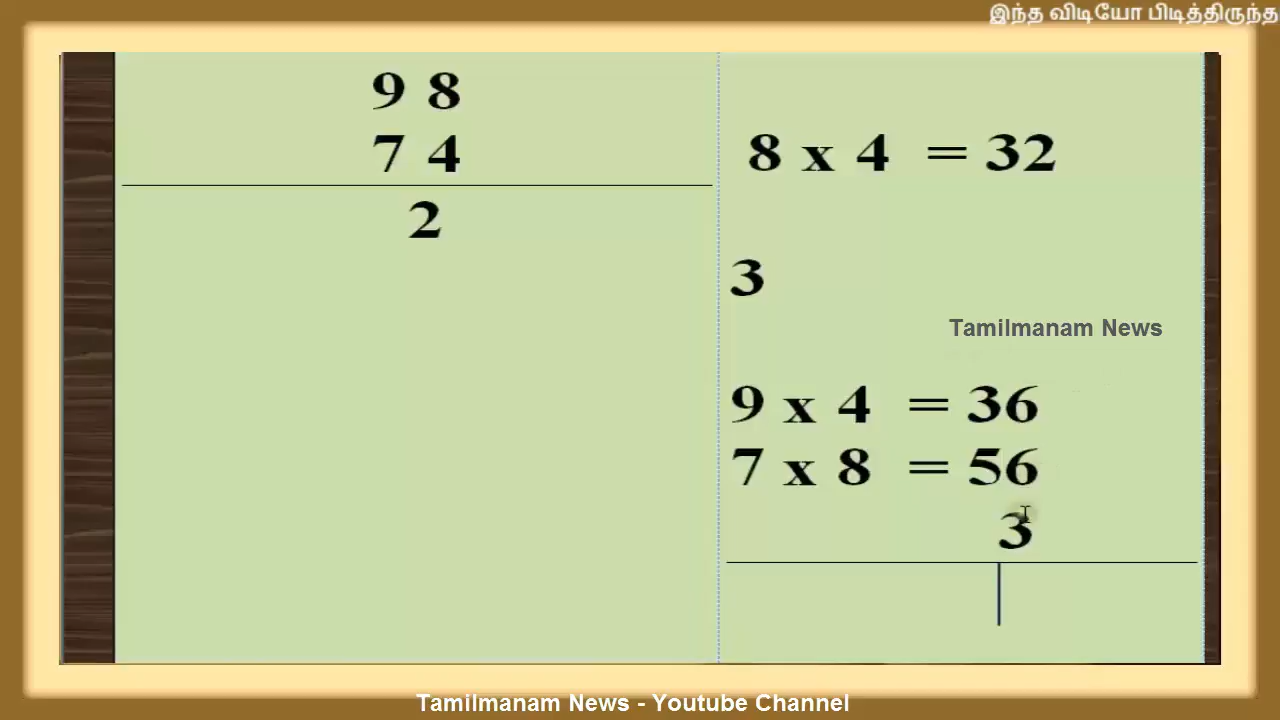 இந்த விடியோ பிடித்திருந்த
9 8
7 4
2
8 x 4 = 32
3
Tamilmanam News
9 x 4 = 36
7 x 8 = 56
3
Tamilmanam News - Youtube Channel